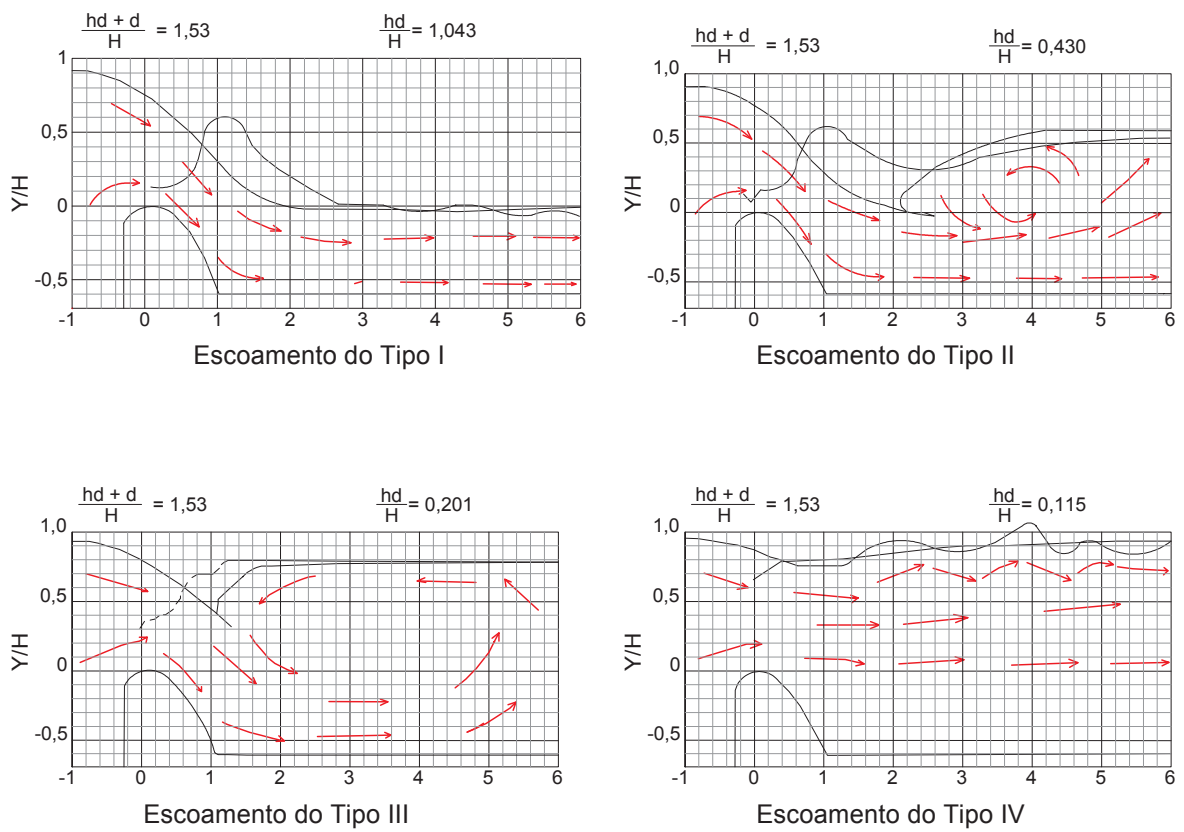 hd + d / H = 1,53
hd / H = 1,043
1
0,5
0
-0,5
Y/H
-1 0 1 2 3 4 5 6
Escoamento do Tipo I
hd + d / H = 1,53
hd / H = 0,430
1,0
0,5
0
-0,5
Y/H
-1 0 1 2 3 4 5 6
Escoamento do Tipo II
hd + d / H = 1,53
hd / H = 0,201
1,0
0,5
0
-0,5
Y/H
-1 0 1 2 3 4 5 6
Escoamento do Tipo III
hd + d / H = 1,53
hd / H = 0,115
1,0
0,5
0
-0,5
Y/H
-1 0 1 2 3 4 5 6
Escoamento do Tipo IV